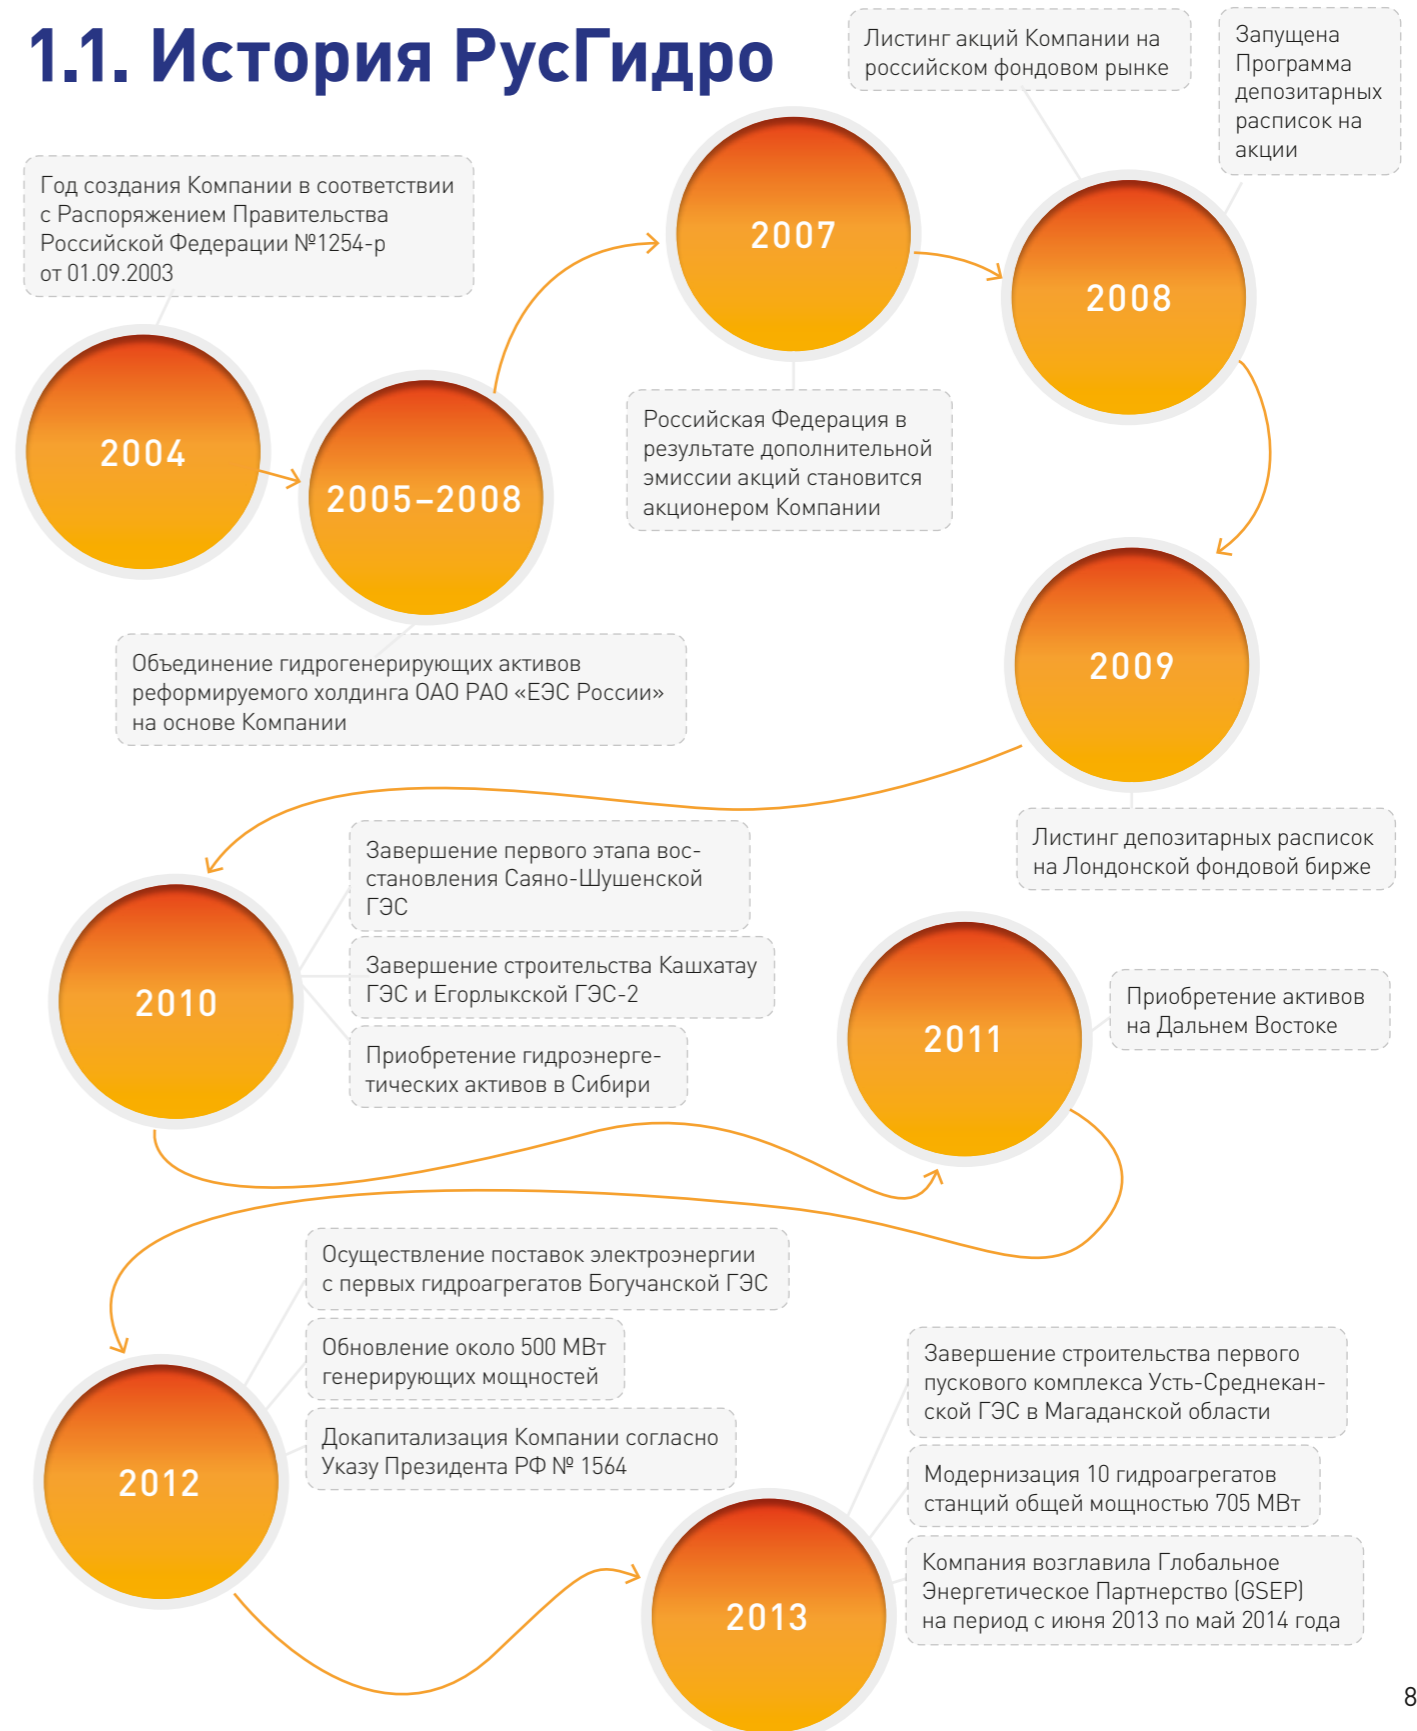 1.1. История РусГидро
Год создания Компании в соответствии
с Распоряжением Правительства
Российской Федерации №1254-р
от 01.09.2003
2004
2005–2008
Объединение гидрогенерирующих активов
реформируемого холдинга ОАО РАО «ЕЭС России»
на основе Компании
2007
Российская Федерация в
результате дополнительной
эмиссии акций становится
акционером Компании
Листинг акций Компании на
российском фондовом рынке
Запущена
Программа
депозитарных
расписок на
акции
2008
2009
Листинг депозитарных расписок
на Лондонской фондовой бирже
2010
Завершение первого этапа вос-
становления Саяно-Шушенской
ГЭС
Завершение строительства Кашхатау
ГЭС и Егорлыкской ГЭС-2
Приобретение гидроэнерге-
тических активов в Сибири
2011
Приобретение активов
на Дальнем Востоке
2012
Осуществление поставок электроэнергии
с первых гидроагрегатов Богучанской ГЭС
Обновление около 500 МВт
генерирующих мощностей
Докапитализация Компании согласно
Указу Президента РФ № 1564
2013
Завершение строительства первого
пускового комплекса Усть-Среднекан-
ской ГЭС в Магаданской области
Модернизация 10 гидроагрегатов
станций общей мощностью 705 МВт
Компания возглавила Глобальное
Энергетическое Партнерство (GSEP)
на период с июня 2013 по май 2014 года
8